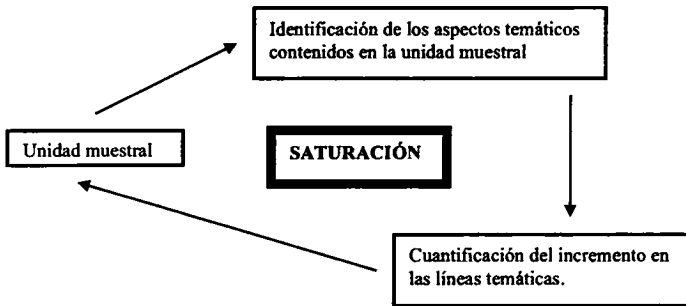 Identificación de los aspectos temáticos
contenidos en la unidad muestral
Unidad muestral
SATURACIÓN
Cuantificación del incremento en
las líneas temáticas.